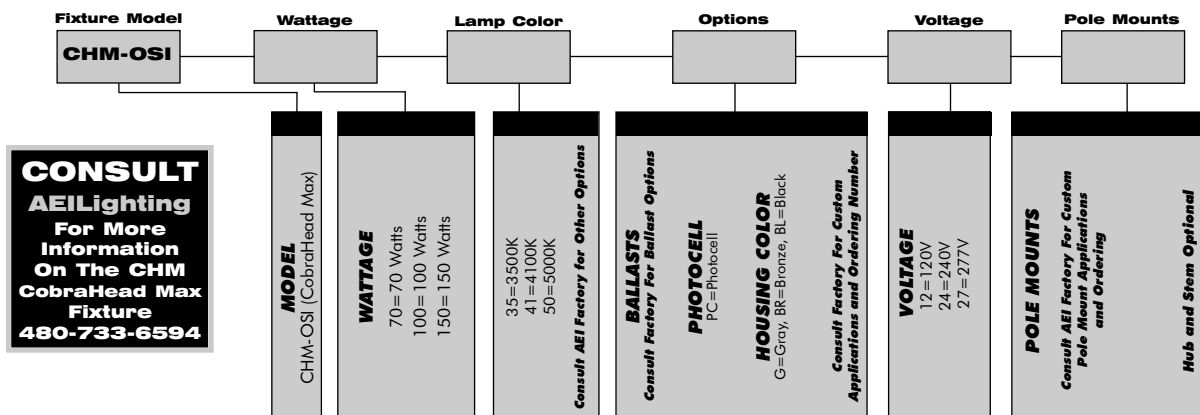 Fixture Model
Wattage
Lamp Color
Options
Voltage
Pole Mounts
CHM-OSI
CONSULT
AEILighting
For More
Information
On The CHM
CobraHead Max
Fixture
480-733-6594
MODEL
CHM-OSI (CobraHead Max)
WATTAGE
70=70 Watts
100=100 Watts
150=150 Watts
35=33500K
41=4100K
50=5000K
Consult AEI Factory for Other Options
BALLASTS
Consult Factory For Ballast Options
PHOTOCELL
PC=Photocell
HOUSING COLOR
G=Gray, BR=Bronze, BL=Black
Consult Factory For Custom
Applications and Ordering Number
VOLTAGE
12=120V
24=240V
27=277V
POLE MOUNTS
Consult AEI Factory For Custom
Pole Mount Applications
and Ordering
Hub and Stem Optional